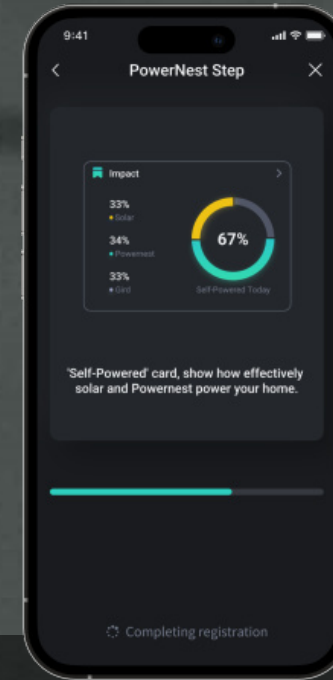 9:41
PowerNest Step
Impact
33%
Solar
34%
Powernest
33%
Gird
67%
Self-Powered Today
'Self-Powered' card, show how effectively
solar and Powernest power your home.
Completing registration